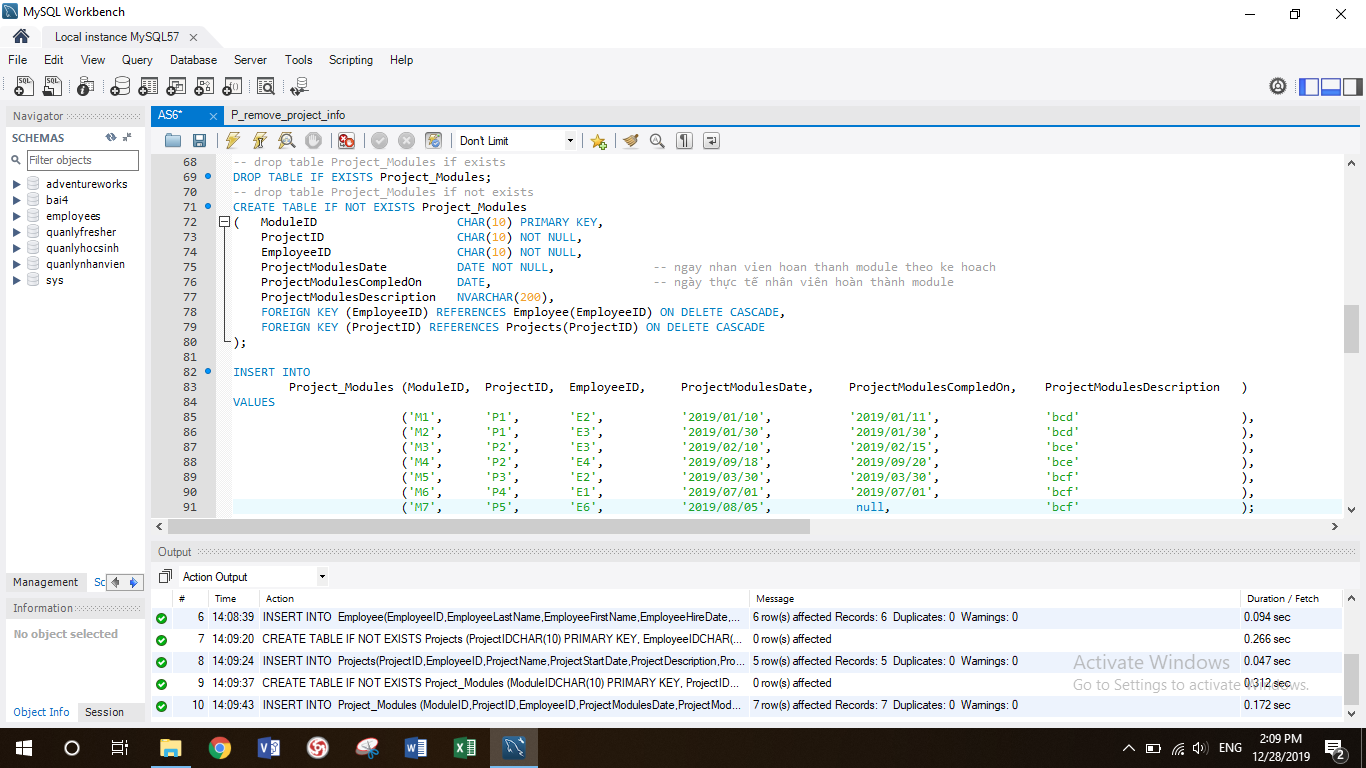 MySQL Workbench
Local instance MySQL57
File Edit View Query Database Server Tools Scripting Help
Navigator
SCHEMAS
Filter objects
adventureworks
bai4
employees
quanlyfresher
quanlyhocsinh
quanlynhanvien
sys
Management Sc
Information
No object selected
Object Info Session
AS6* P_remove_project_info
Don't Limit
68 -- drop table Project_Modules if exists
69 DROP TABLE IF EXISTS Project_Modules;
70 -- drop table Project_Modules if not exists
71 CREATE TABLE IF NOT EXISTS Project_Modules
72 ( ModuleID CHAR(10) PRIMARY KEY,
73 ProjectID CHAR(10) NOT NULL,
74 EmployeeID CHAR(10) NOT NULL,
75 ProjectModulesDate DATE NOT NULL, -- ngay nhan vien hoan thanh module theo ke hoach
76 ProjectModulesCompledOn DATE, -- ngày thực tế nhân viên hoàn thành module
77 ProjectModulesDescription NVARCHAR(200),
78 FOREIGN KEY (EmployeeID) REFERENCES Employee(EmployeeID) ON DELETE CASCADE,
79 FOREIGN KEY (ProjectID) REFERENCES Projects(ProjectID) ON DELETE CASCADE
80 );
81
82 INSERT INTO
83 Project_Modules (ModuleID, ProjectID, EmployeeID, ProjectModulesDate, ProjectModulesCompledOn, ProjectModulesDescription )
84 VALUES
85 ('M1', 'P1', 'E2', '2019/01/10', '2019/01/11', 'bcd' ),
86 ('M2', 'P1', 'E3', '2019/01/30', '2019/01/30', 'bcd' ),
87 ('M3', 'P2', 'E3', '2019/02/10', '2019/02/15', 'bce' ),
88 ('M4', 'P2', 'E4', '2019/09/18', '2019/09/20', 'bce' ),
89 ('M5', 'P3', 'E2', '2019/03/30', '2019/03/30', 'bcf' ),
90 ('M6', 'P4', 'E1', '2019/07/01', '2019/07/01', 'bcf' ),
91 ('M7', 'P5', 'E6', '2019/08/05', null, 'bcf' );
Output
Action Output
# Time Action Message Duration / Fetch
6 14:08:39 INSERT INTO Employee(EmployeeID,EmployeeLastName,EmployeeFirstName,EmployeeHireDate,... 6 row(s) affected Records: 6 Duplicates: 0 Warnings: 0 0.094 sec
7 14:09:20 CREATE TABLE IF NOT EXISTS Projects (ProjectIDCHAR(10) PRIMARY KEY, EmployeeIDCHAR(... 0 row(s) affected 0.266 sec
8 14:09:24 INSERT INTO Projects(ProjectID,EmployeeID,ProjectName,ProjectStartDate,ProjectDescription,Pro... 5 row(s) affected Records: 5 Duplicates: 0 Warnings: 0 0.047 sec
9 14:09:37 CREATE TABLE IF NOT EXISTS Project_Modules (ModuleIDCHAR(10) PRIMARY KEY, ProjectID... 0 row(s) affected 0.312 sec
10 14:09:43 INSERT INTO Project_Modules (ModuleID,ProjectID,EmployeeID,ProjectModulesDate,ProjectMod... 7 row(s) affected Records: 7 Duplicates: 0 Warnings: 0 0.172 sec
Activate Windows
Go to Settings to activate Windows.
ENG
2:09 PM
12/28/2019
2